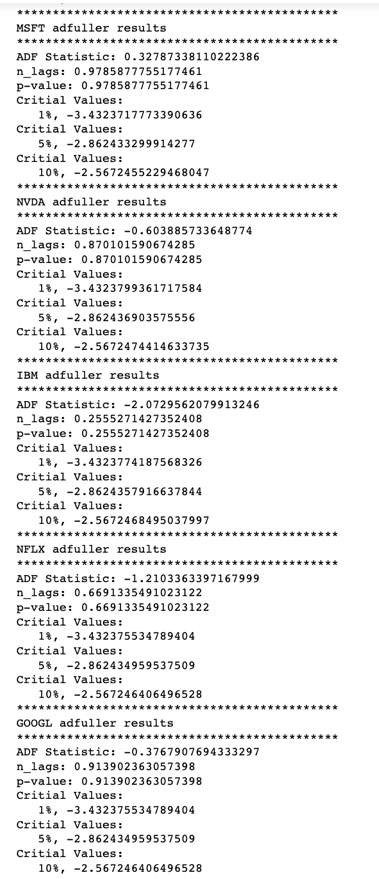 *********************************************
MSFT adfuller results
*********************************************
ADF Statistic: 0.32787338110222386
n_lags: 0.9785877755177461
p-value: 0.9785877755177461
Critial Values:
1%, -3.4323717773390636
Critial Values:
5%, -2.862433299914277
Critial Values:
10%, -2.5672455229468047
*********************************************
NVDA adfuller results
*********************************************
ADF Statistic: -0.603885733648774
n_lags: 0.870101590674285
p-value: 0.870101590674285
Critial Values:
1%, -3.4323799361717584
Critial Values:
5%, -2.862436903575556
Critial Values:
10%, -2.5672474414633735
*********************************************
IBM adfuller results
*********************************************
ADF Statistic: -2.0729562079913246
n_lags: 0.2555271427352408
p-value: 0.2555271427352408
Critial Values:
1%, -3.4323774187568326
Critial Values:
5%, -2.8624357916637844
Critial Values:
10%, -2.5672468495037997
*********************************************
NFLX adfuller results
*********************************************
ADF Statistic: -1.2103363397167999
n_lags: 0.6691335491023122
p-value: 0.6691335491023122
Critial Values:
1%, -3.432375534789404
Critial Values:
5%, -2.862434959537509
Critial Values:
10%, -2.567246406496528
*********************************************
GOOGL adfuller results
*********************************************
ADF Statistic: -0.3767907694333297
n_lags: 0.913902363057398
p-value: 0.913902363057398
Critial Values:
1%, -3.432375534789404
Critial Values:
5%, -2.862434959537509
Critial Values:
10%, -2.567246406496528